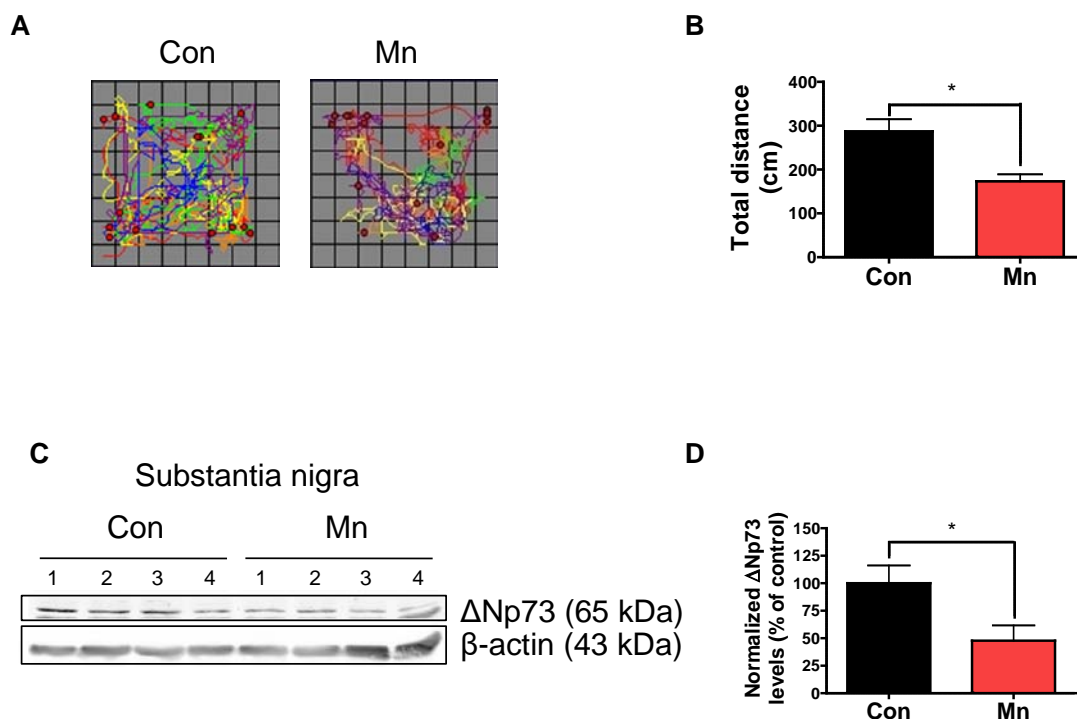 A
Con Mn
B
400
300
200
100
0
Total distance
(cm)
*
Con Mn
C
Substantia nigra
Con Mn
1 2 3 4 1 2 3 4
ΔNp73 (65 kDa)
β-actin (43 kDa)
D
150
125
100
75
50
25
0
Normalized ΔNp73
levels (% of control)
*
Con Mn